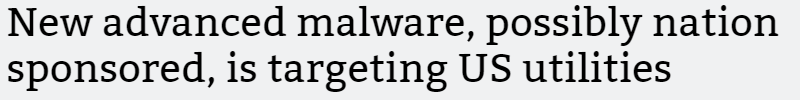 New advanced malware, possibly nation
sponsored, is targeting US utilities